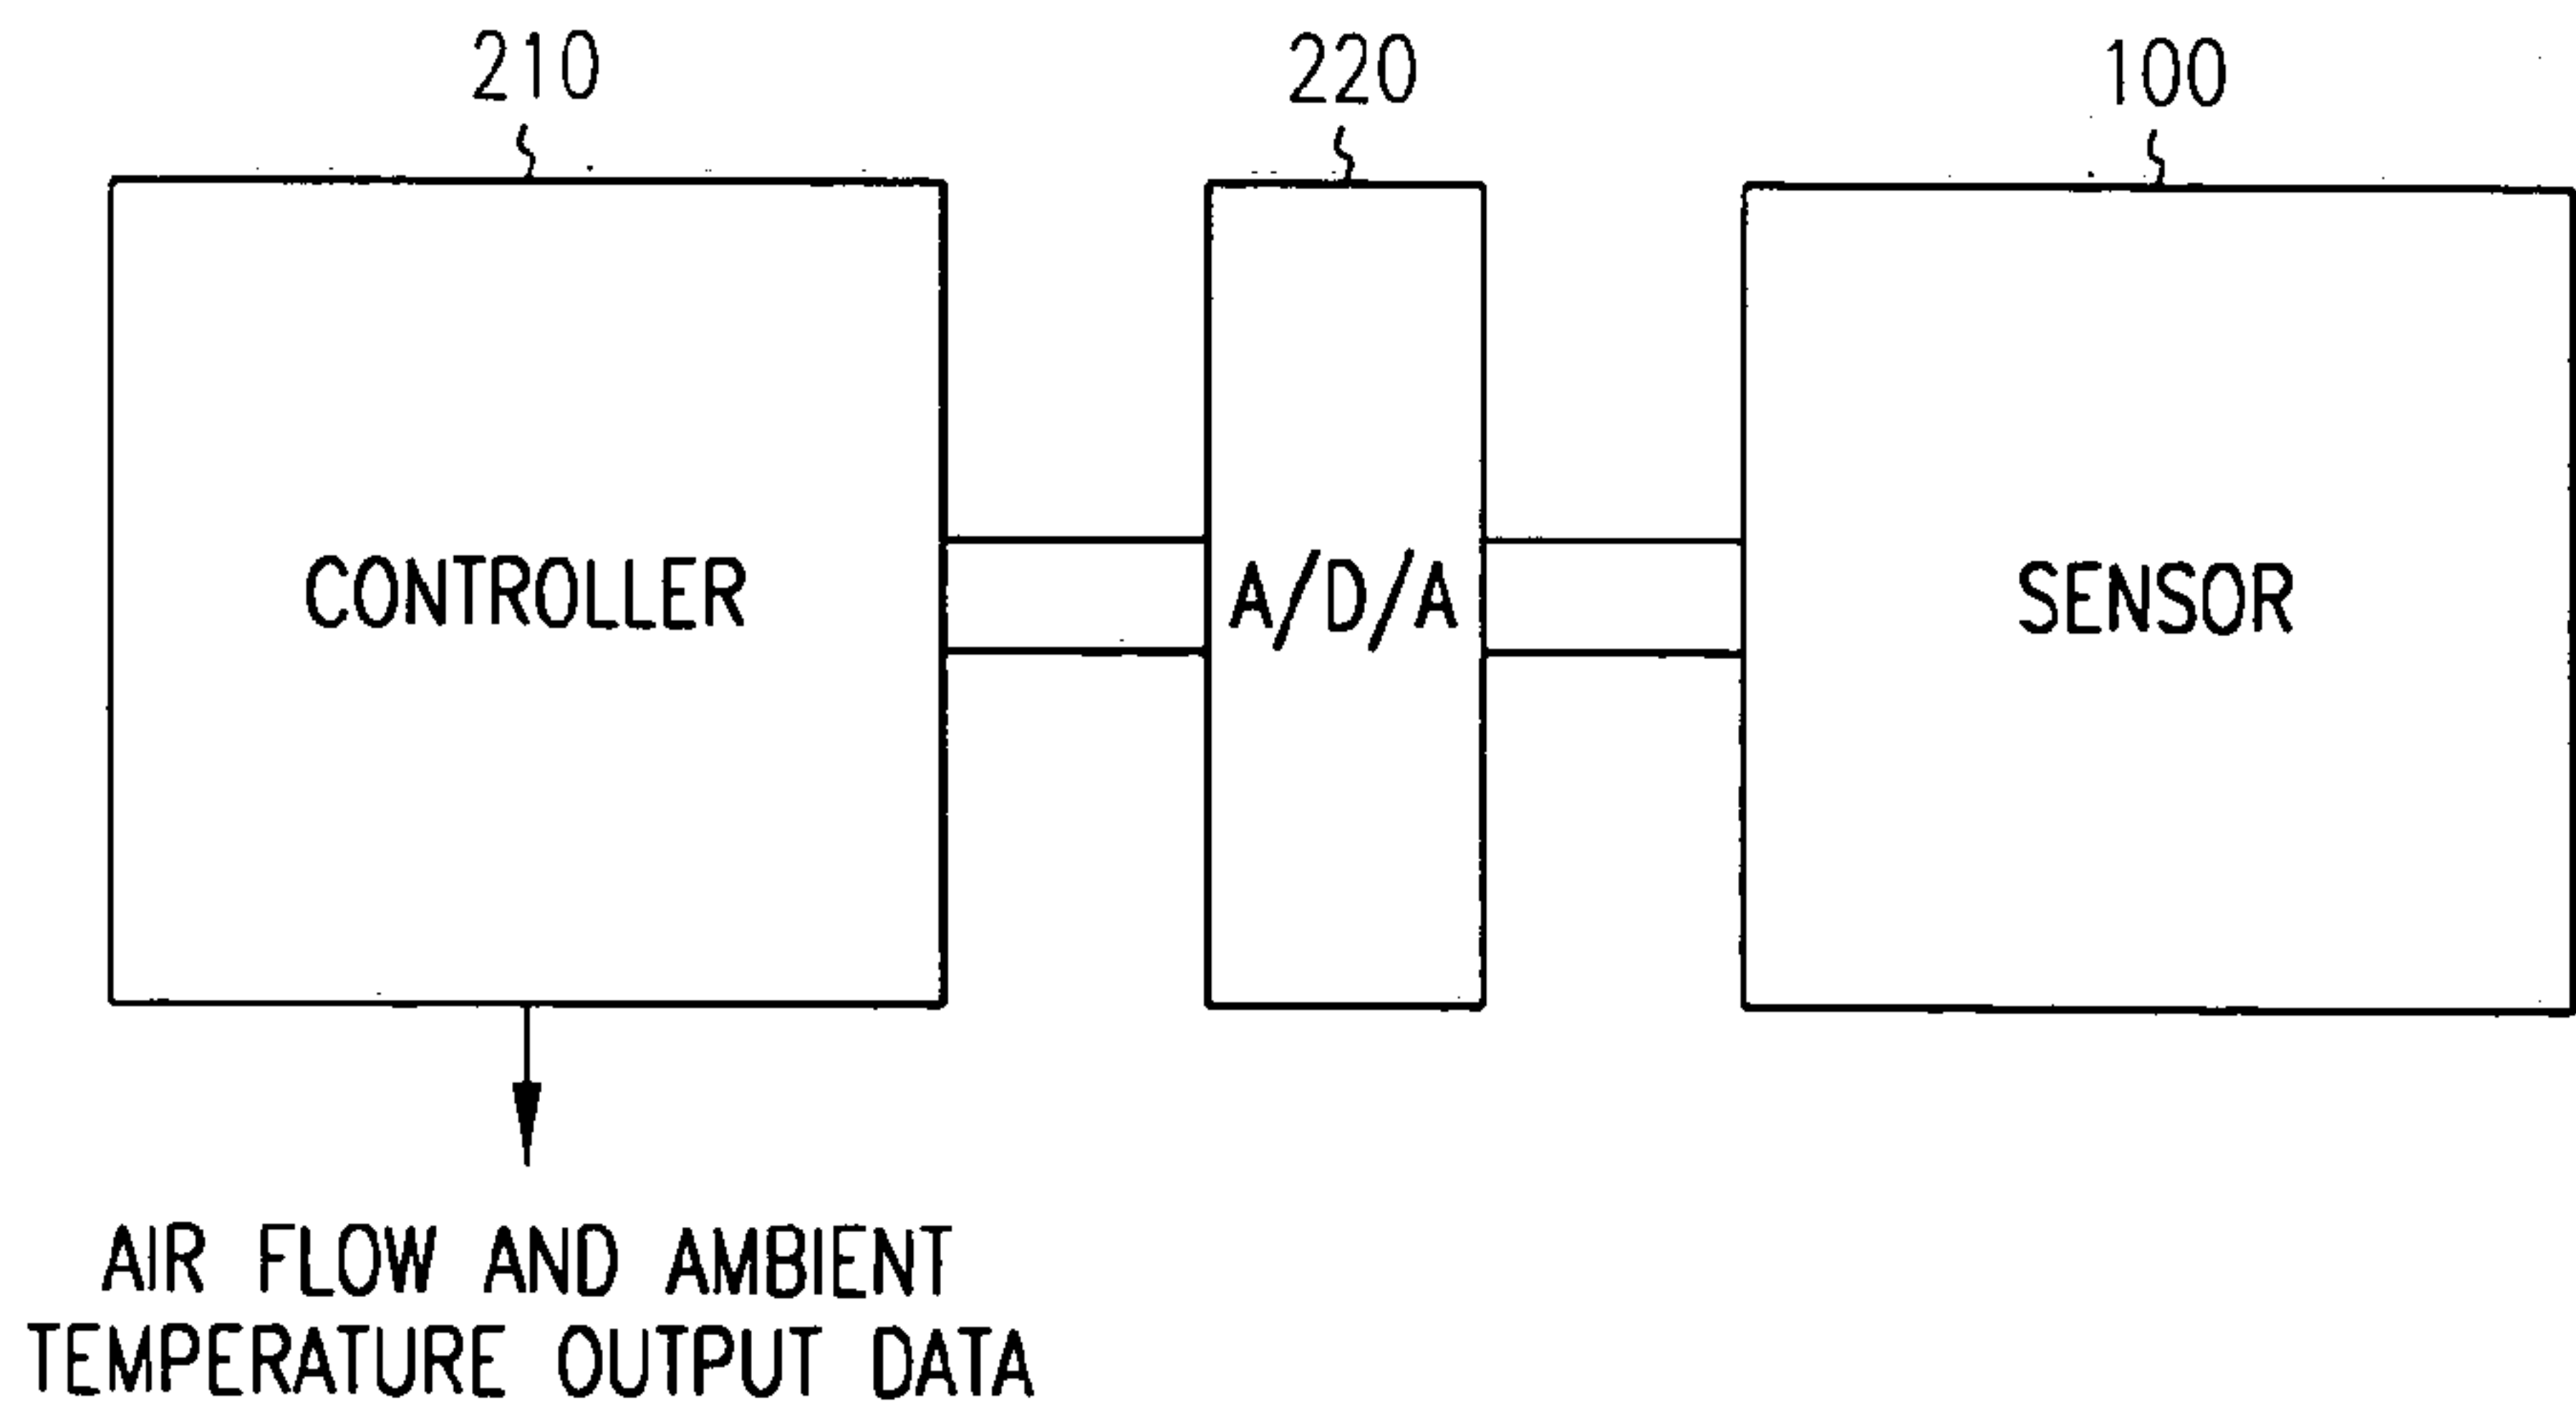 210
220
100
CONTROLLER
A/D/A
SENSOR
AIR FLOW AND AMBIENT
TEMPERATURE OUTPUT DATA